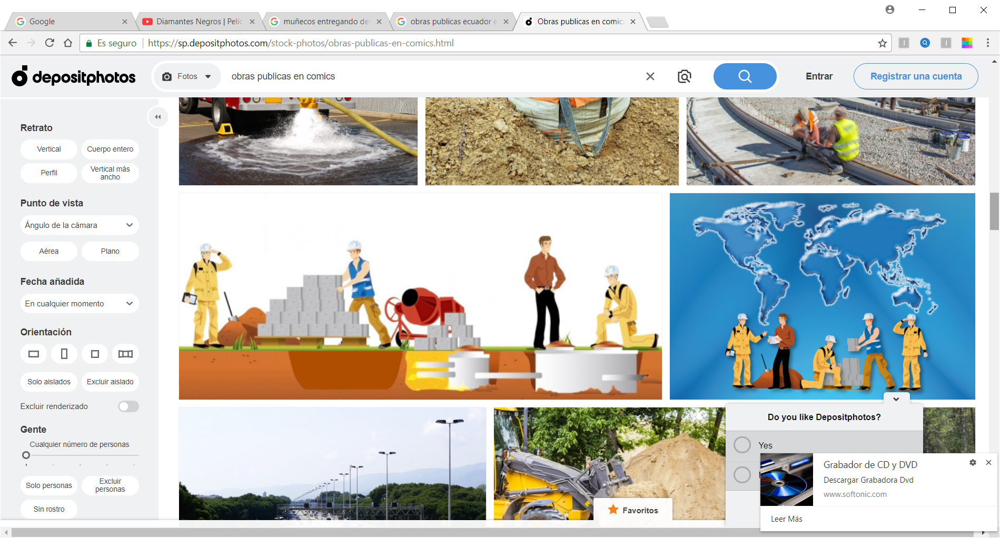 Google
Diamantes Negros | Pelíc
muñecos entregando de
obras publicas ecuador e
Obras publicas en comics
Es seguro
https://sp.depositphotos.com/stock-photos/obras-publicas-en-comics.html
depositphotos
Fotos
obras publicas en comics
Entrar
Registrar una cuenta
Retrato
Vertical
Cuerpo entero
Perfil
Vertical más
ancho
Punto de vista
Ángulo de la cámara
Aérea
Plano
Fecha añadida
En cualquier momento
Orientación
Solo aislados
Excluir aislado
Excluir renderizado
Gente
Cualquier número de personas
Solo personas
Excluir
personas
Sin rostro
Favoritos
Do you like Depositphotos?
Yes
Grabador de CD y DVD
Descargar Grabadora Dvd
www.softonic.com
Leer Más